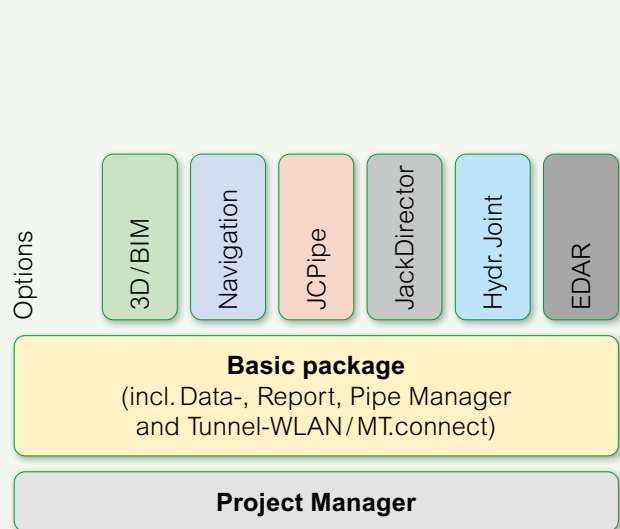 Options
3D/BIM
Navigation
JCPipe
JackDirector
Hydr. Joint
EDAR
Basic package
(incl. Data-, Report, Pipe Manager
and Tunnel-WLAN/MT.connect)
Project Manager